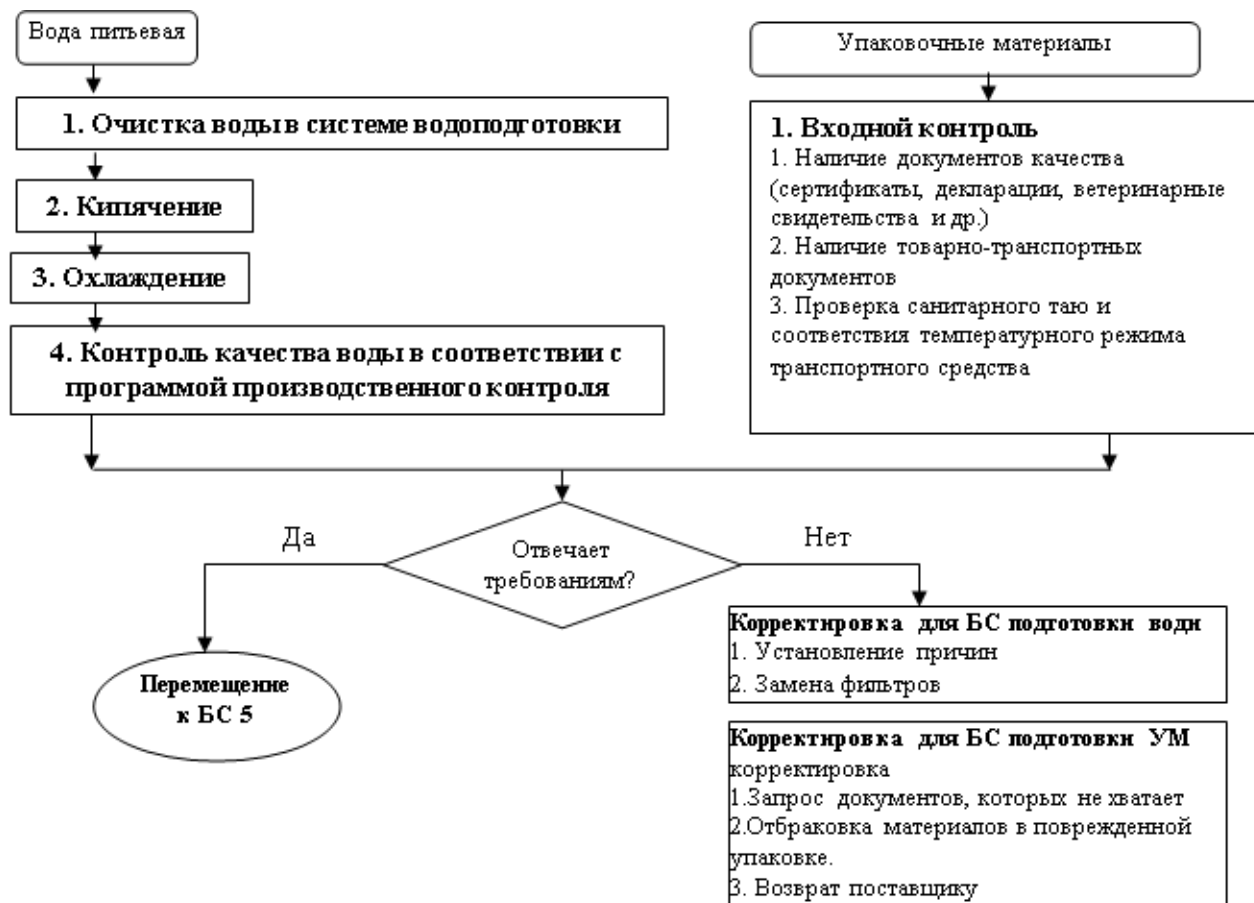 Вода питьевая
1. Очистка воды в системе водоподготовки
2. Кипячение
3. Охлаждение
4. Контроль качества воды в соответствии с
программой производственного контроля
Упаковочные материалы
1. Входной контроль
1. Наличие документов качества
(сертификаты, декларации, ветеринарные
свидетельства и др.)
2. Наличие товарно-транспортных
документов
3. Проверка санитарного таю и
соответствия температурного режима
транспортного средства
Отвечает
требованиям?
Да
Нет
Перемещение
к БС 5
Корректировка для БС подготовки води
1. Установление причин
2. Замена фильтров
Корректировка для БС подготовки УМ
корректировка
1.Запрос документов, которых не хватает
2.Отбраковка материалов в поврежденной
упаковке.
3. Возврат поставщику